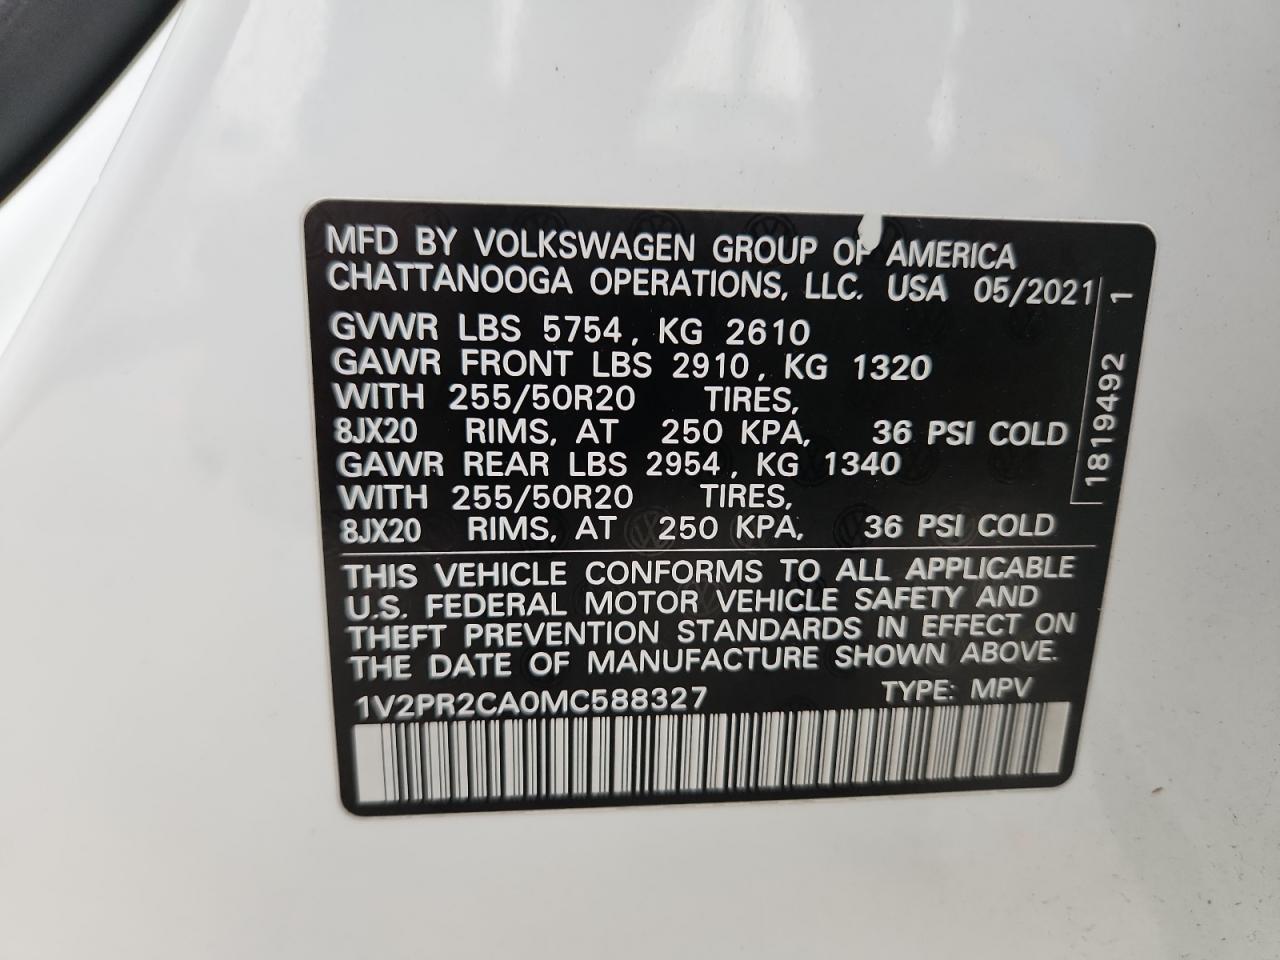 MFD BY VOLKSWAGEN GROUP OF AMERICA
CHATTANOOGA OPERATIONS, LLC. USA 05/2021
GVWR LBS 5754, KG 2610
GAWR FRONT LBS 2910, KG 1320
WITH 255/50R20 TIRES,
8JX20 RIMS, AT 250 KPA, 36 PSI COLD
GAWR REAR LBS 2954, KG 1340
WITH 255/50R20 TIRES,
8JX20 RIMS, AT 250 KPA, 36 PSI COLD
1819492 1
THIS VEHICLE CONFORMS TO ALL APPLICABLE
U.S. FEDERAL MOTOR VEHICLE SAFETY AND
THEFT PREVENTION STANDARDS IN EFFECT ON
THE DATE OF MANUFACTURE SHOWN ABOVE.
1V2PR2CA0MC588327 TYPE: MPV